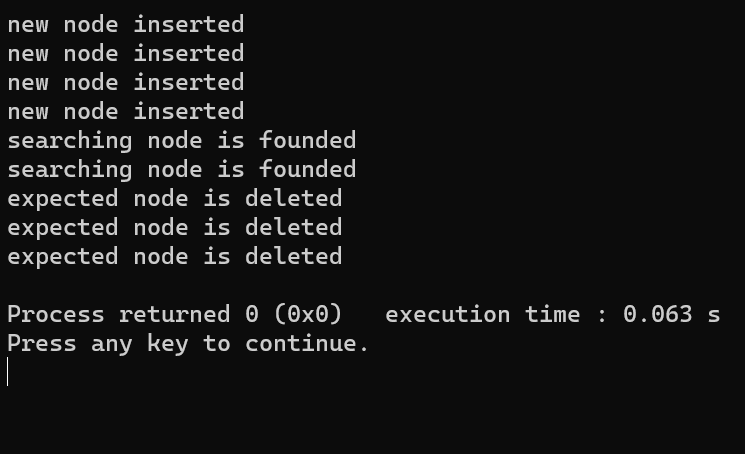 new node inserted
new node inserted
new node inserted
new node inserted
searching node is founded
searching node is founded
expected node is deleted
expected node is deleted
expected node is deleted
Process returned 0 (0x0)   execution time : 0.063 s
Press any key to continue.